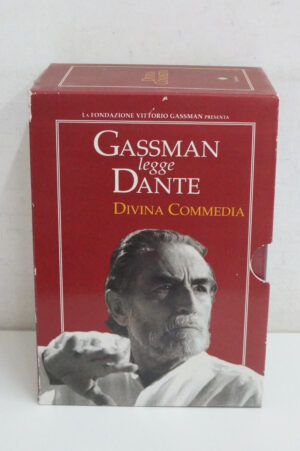 La Fondazione Vittorio Gassman presenta
Gassman
legge
Dante
Divina Commedia